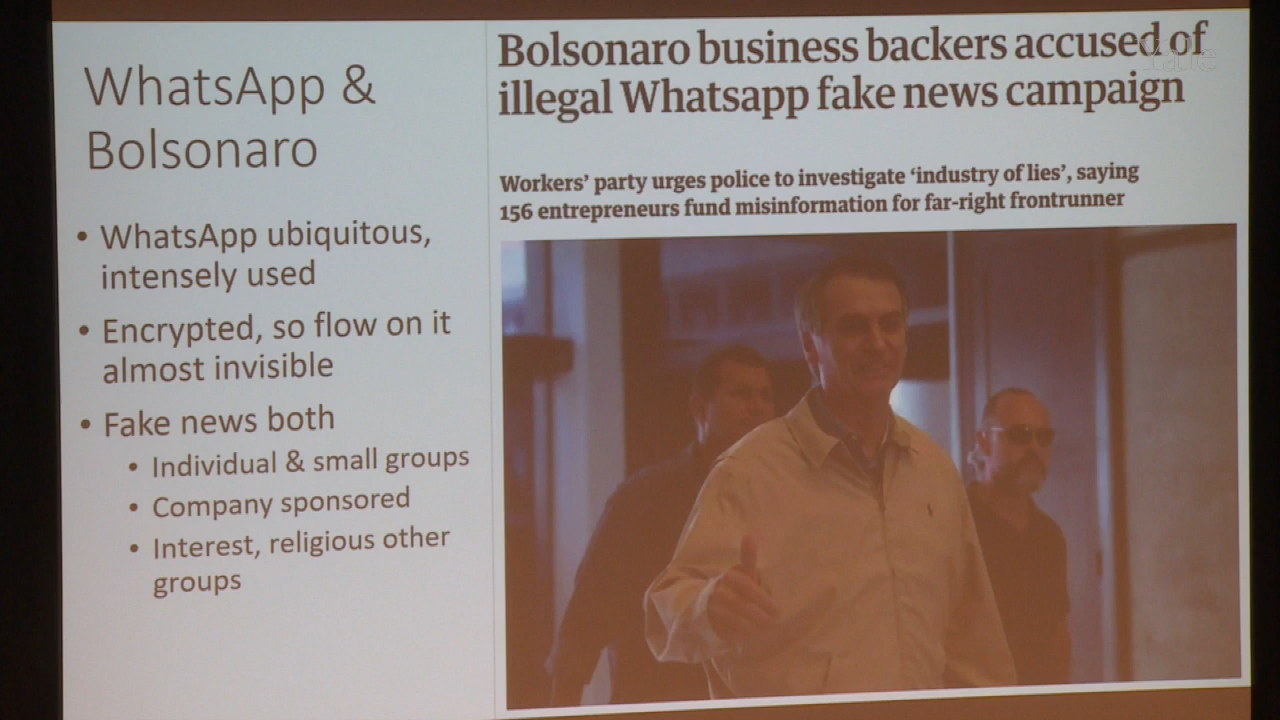 WhatsApp &
Bolsonaro
• WhatsApp ubiquitous,
intensely used
• Encrypted, so flow on it
almost invisible
• Fake news both
• Individual & small groups
• Company sponsored
• Interest, religious other
groups
Bolsonaro business backers accused of
illegal Whatsapp fake news campaign
Workers’ party urges police to investigate ‘industry of lies’, saying
156 entrepreneurs fund misinformation for far-right frontrunner
Yale